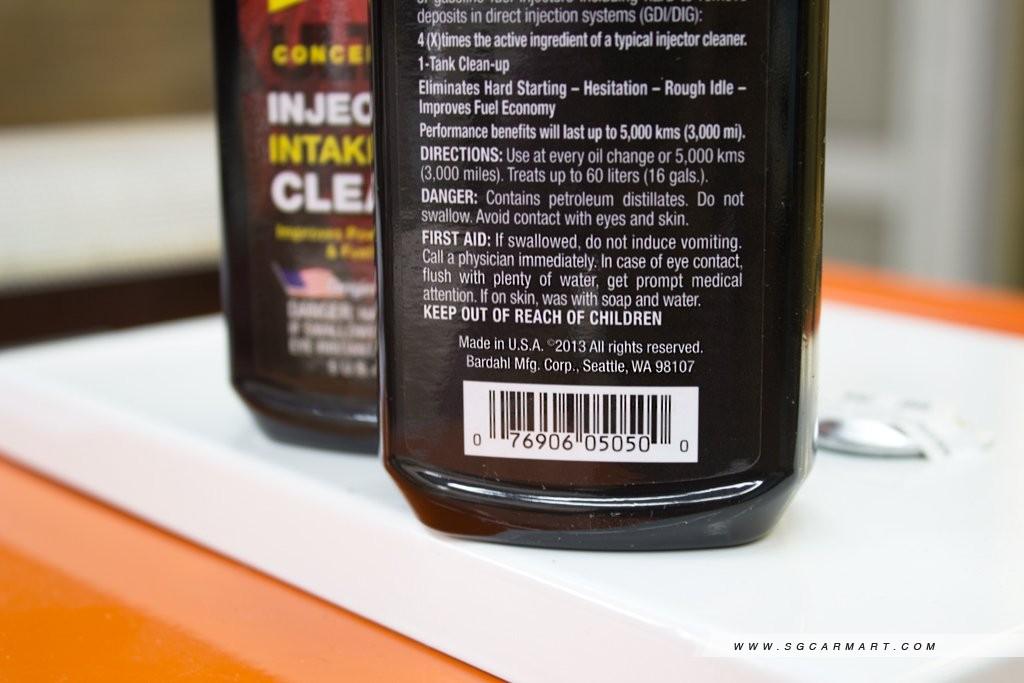 CONCE
INJEC
INTAK
CLEA
of gasoline fuel injectors including
deposits in direct injection systems (GDI/DIG):
4 (X)times the active ingredient of a typical injector cleaner.
1-Tank Clean-up
Eliminates Hard Starting – Hesitation – Rough Idle –
Improves Fuel Economy
Performance benefits will last up to 5,000 kms (3,000 mi).
DIRECTIONS: Use at every oil change or 5,000 kms
(3,000 miles). Treats up to 60 liters (16 gals.).
DANGER: Contains petroleum distillates. Do not
swallow. Avoid contact with eyes and skin.
FIRST AID: If swallowed, do not induce vomiting.
Call a physician immediately. In case of eye contact,
flush with plenty of water, get prompt medical
attention. If on skin, was with soap and water.
KEEP OUT OF REACH OF CHILDREN
Made in U.S.A. ©2013 All rights reserved.
Bardahl Mfg. Corp., Seattle, WA 98107
0 76906 05050 0
WWW.SGCARMART.COM